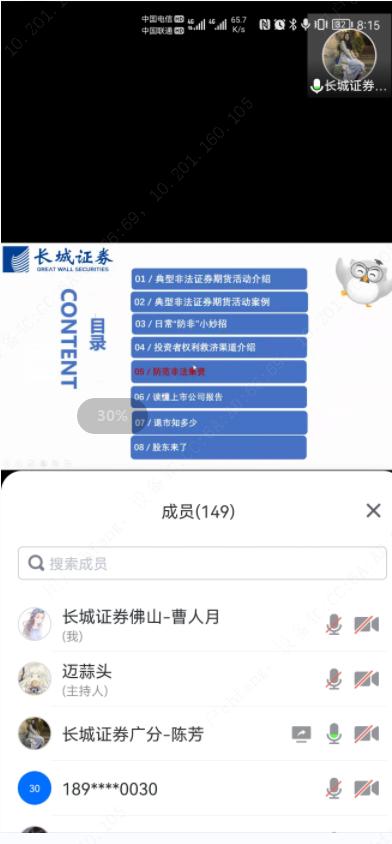 中国电信 HD 4G 4G 65.7
中国联通 HD K/s
82 8:15
长城证券...
长城证券
GREAT WALL SECURITIES
目录
CONTENT
01 / 典型非法证券期货活动介绍
02 / 典型非法证券期货活动案例
03 / 日常“防非”小妙招
04 / 投资者权利救济渠道介绍
05 / 防范非法集资
06 / 读懂上市公司报告
07 / 退市知多少
08 / 股东来了
30%
成员(149)
搜索成员
长城证券佛山-曹人月
(我)
迈蒜头
(主持人)
长城证券广分-陈芳
30
189****0030